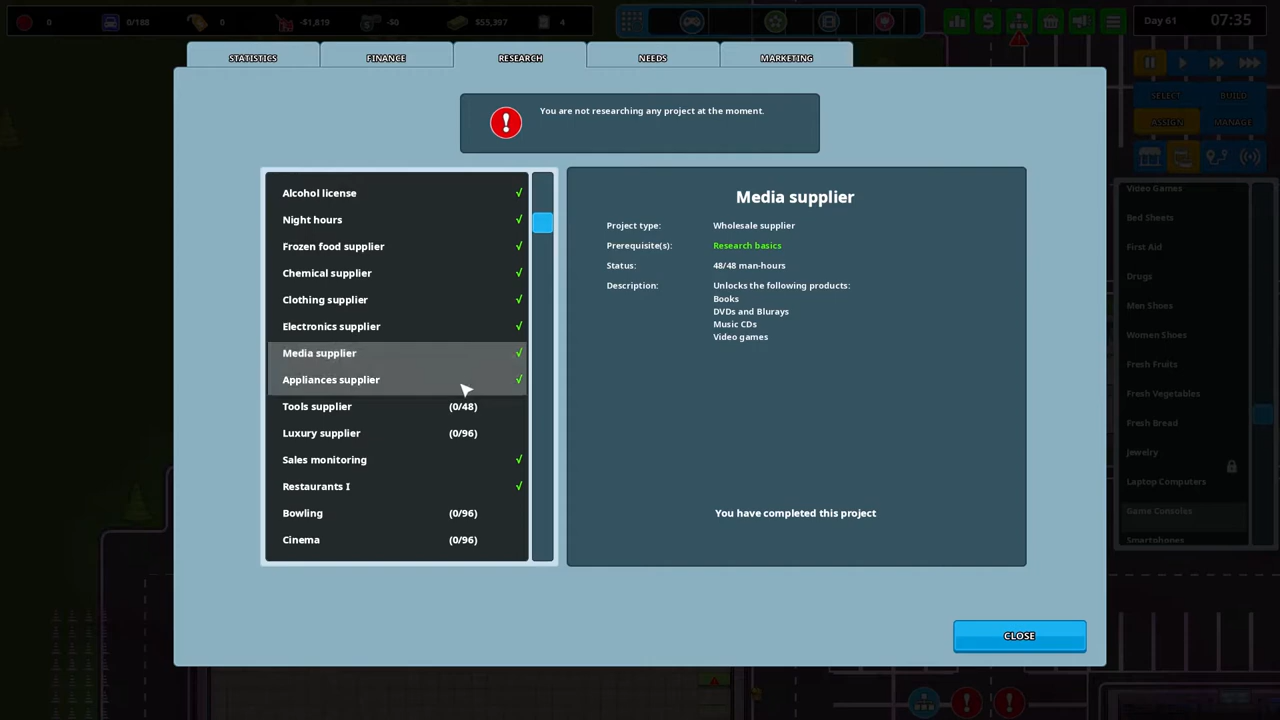 0
0/188
0
-$1,819
-$0
$55,397
4
Day 61
07:35
STATISTICS
FINANCE
RESEARCH
NEEDS
MARKETING
You are not researching any project at the moment.
Alcohol license √
Night hours √
Frozen food supplier √
Chemical supplier √
Clothing supplier √
Electronics supplier √
Media supplier √
Appliances supplier √
Tools supplier (0/48)
Luxury supplier (0/96)
Sales monitoring √
Restaurants I √
Bowling (0/96)
Cinema (0/96)
Media supplier
Project type: Wholesale supplier
Prerequisite(s): Research basics
Status: 48/48 man-hours
Description: Unlocks the following products:
Books
DVDs and Blurays
Music CDs
Video games
You have completed this project
CLOSE
SELECT
BUILD
ASSIGN
MANAGE
Video Games
Bed Sheets
First Aid
Drugs
Men Shoes
Women Shoes
Fresh Fruits
Fresh Vegetables
Fresh Bread
Jewelry
Laptop Computers
Game Consoles
Smartphones